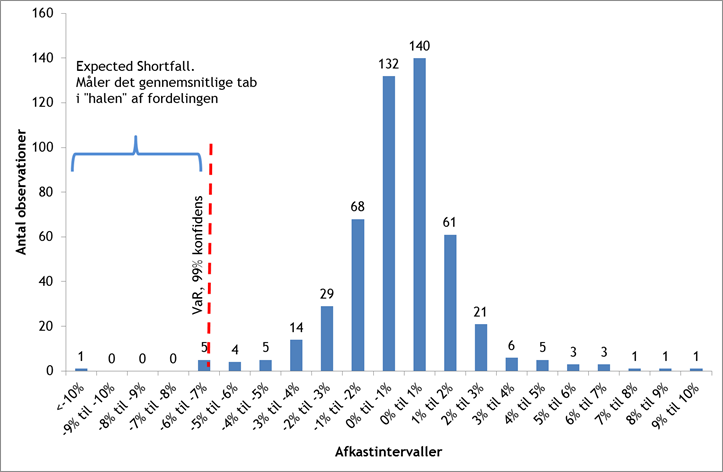 160
140
120
100
80
60
40
20
0
Antal observationer
Expected Shortfall.
Måler det gennemsnitlige tab
i "halen" af fordelingen
VaR, 99% konfidens
1
0
0
0
5
4
5
14
29
68
132
140
61
21
6
5
3
3
1
1
1
<-10%
-9% til -10%
-8% til -9%
-7% til -8%
-6% til -7%
-5% til -6%
-4% til -5%
-3% til -4%
-2% til -3%
-1% til -2%
0% til -1%
0% til 1%
1% til 2%
2% til 3%
3% til 4%
4% til 5%
5% til 6%
6% til 7%
7% til 8%
8% til 9%
9% til 10%
Afkastintervaller